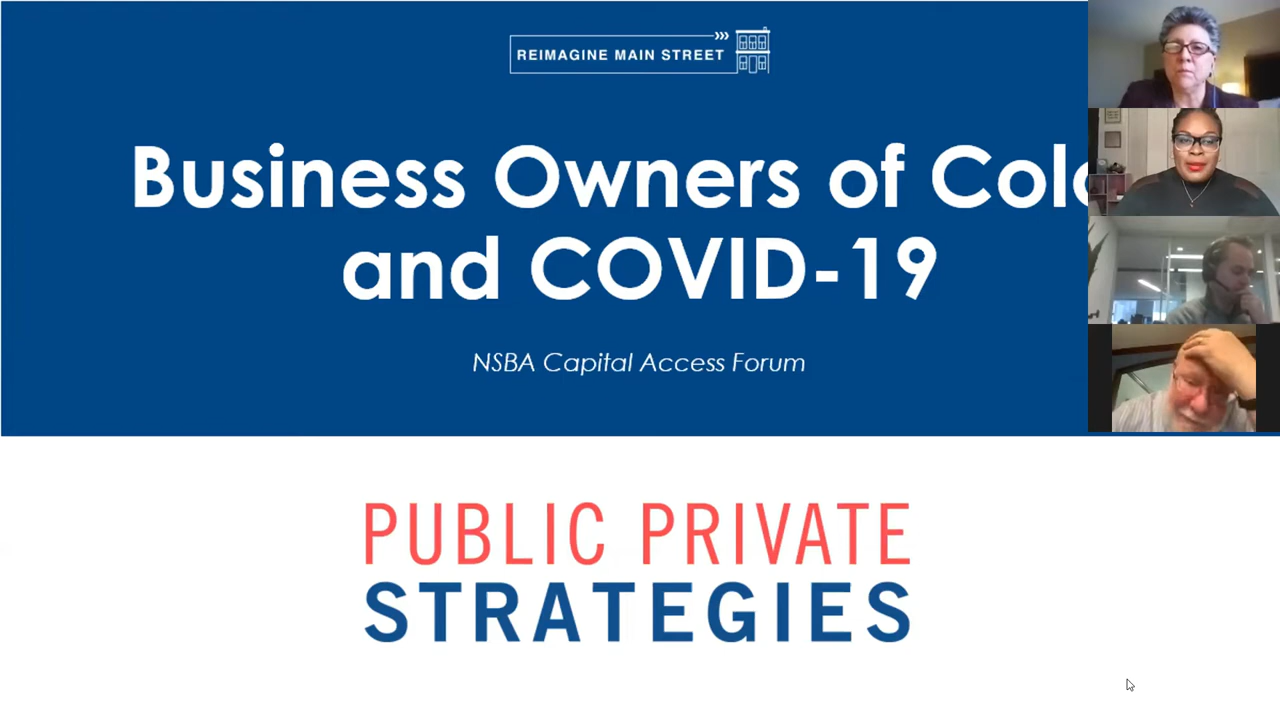 REIMAGINE MAIN STREET
Business Owners of Colo
and COVID-19
NSBA Capital Access Forum
PUBLIC PRIVATE
STRATEGIES